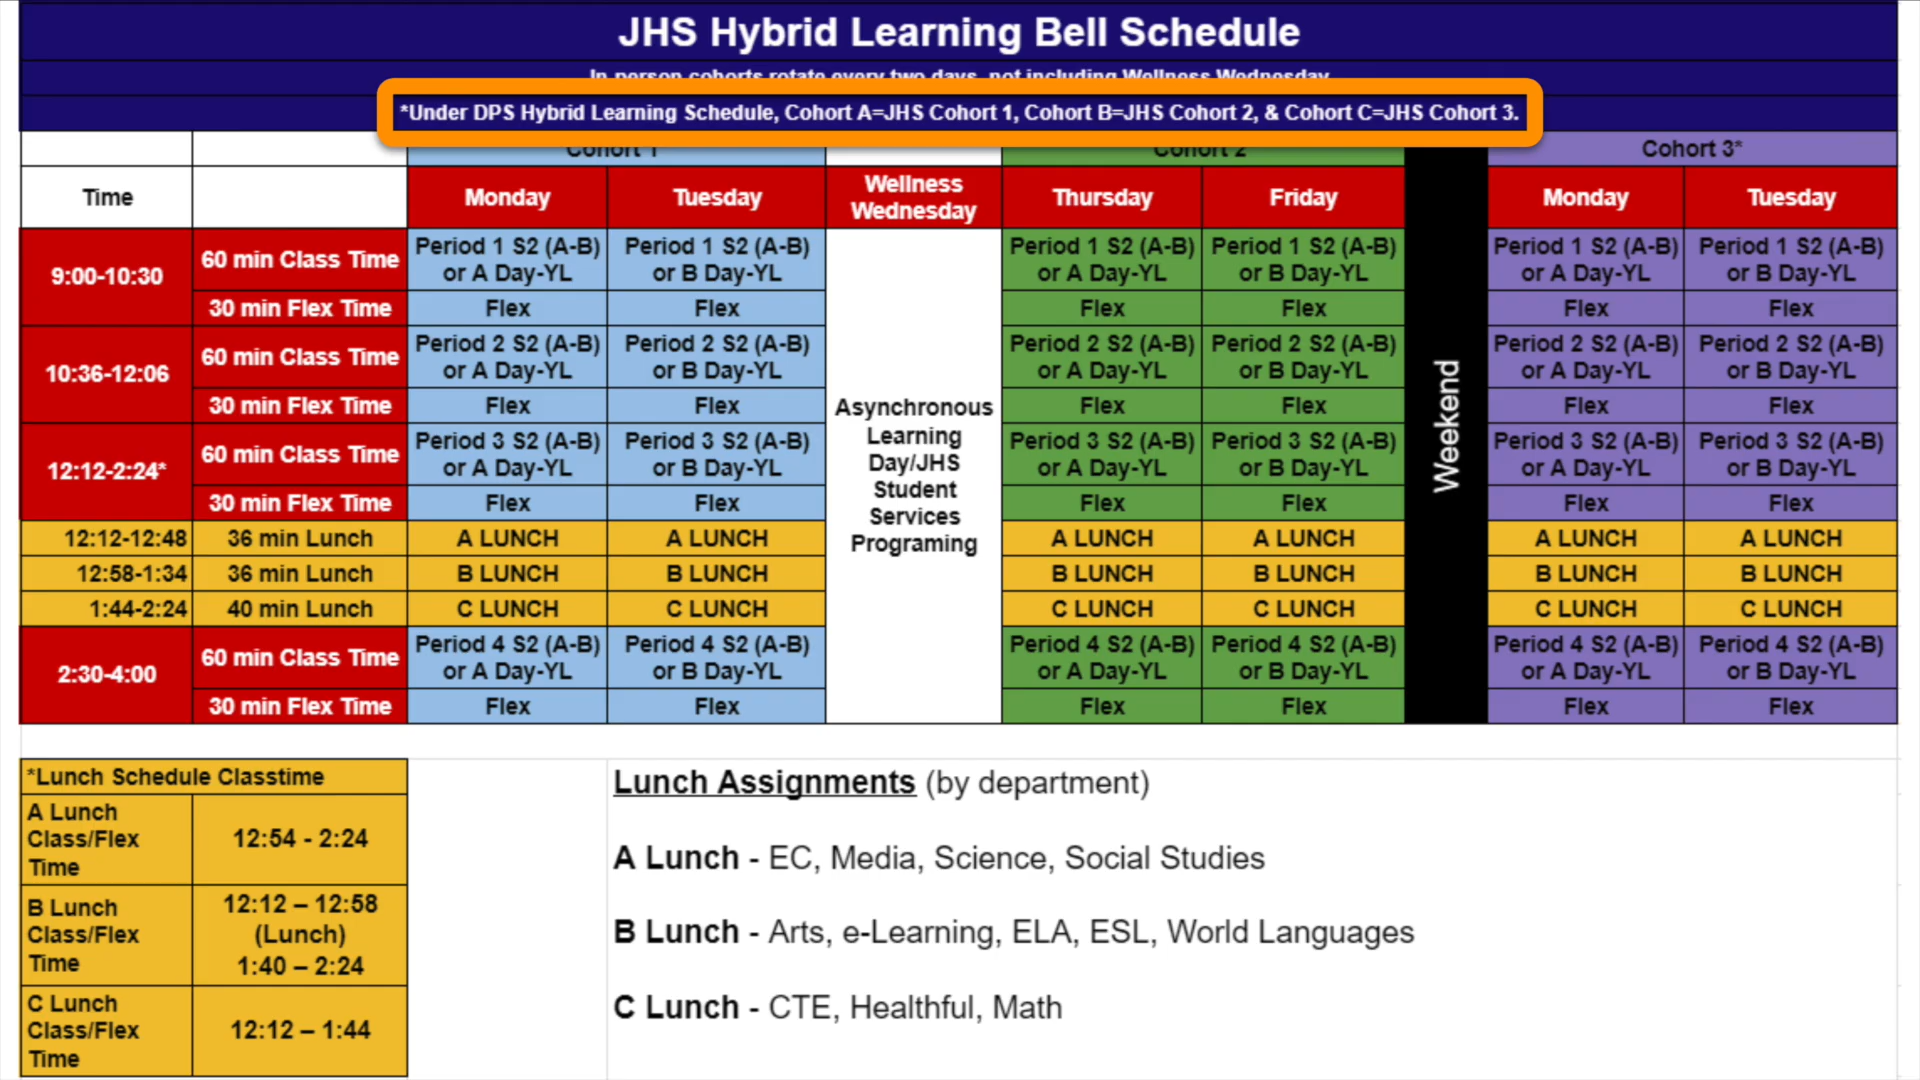 JHS Hybrid Learning Bell Schedule
In-person cohorts rotate every two days, not including Wellness Wednesday
*Under DPS Hybrid Learning Schedule, Cohort A=JHS Cohort 1, Cohort B=JHS Cohort 2, & Cohort C=JHS Cohort 3.
Cohort 1 Cohort 2 Cohort 3*
Time Monday Tuesday Wellness Wednesday Thursday Friday Monday Tuesday
9:00-10:30
60 min Class Time
Period 1 S2 (A-B) Period 1 S2 (A-B) Period 1 S2 (A-B) Period 1 S2 (A-B) Period 1 S2 (A-B) Period 1 S2 (A-B)
or A Day-YL or B Day-YL or A Day-YL or B Day-YL or A Day-YL or B Day-YL
30 min Flex Time Flex Flex Flex Flex Flex Flex
10:36-12:06
60 min Class Time
Period 2 S2 (A-B) Period 2 S2 (A-B) Period 2 S2 (A-B) Period 2 S2 (A-B) Period 2 S2 (A-B) Period 2 S2 (A-B)
or A Day-YL or B Day-YL or A Day-YL or B Day-YL or A Day-YL or B Day-YL
30 min Flex Time Flex Flex Flex Flex Flex Flex
12:12-2:24*
60 min Class Time
Period 3 S2 (A-B) Period 3 S2 (A-B) Period 3 S2 (A-B) Period 3 S2 (A-B) Period 3 S2 (A-B) Period 3 S2 (A-B)
or A Day-YL or B Day-YL or A Day-YL or B Day-YL or A Day-YL or B Day-YL
30 min Flex Time Flex Flex Flex Flex Flex Flex
Asynchronous
Learning
Day/JHS
Student
Services
Programing
Weekend
12:12-12:48 36 min Lunch A LUNCH A LUNCH A LUNCH A LUNCH A LUNCH A LUNCH
12:58-1:34 36 min Lunch B LUNCH B LUNCH B LUNCH B LUNCH B LUNCH B LUNCH
1:44-2:24 40 min Lunch C LUNCH C LUNCH C LUNCH C LUNCH C LUNCH C LUNCH
2:30-4:00
60 min Class Time
Period 4 S2 (A-B) Period 4 S2 (A-B) Period 4 S2 (A-B) Period 4 S2 (A-B) Period 4 S2 (A-B) Period 4 S2 (A-B)
or A Day-YL or B Day-YL or A Day-YL or B Day-YL or A Day-YL or B Day-YL
30 min Flex Time Flex Flex Flex Flex Flex Flex
*Lunch Schedule Classtime
A Lunch
Class/Flex
Time
12:54 - 2:24
B Lunch
Class/Flex
Time
12:12 – 12:58
(Lunch)
1:40 – 2:24
C Lunch
Class/Flex
Time
12:12 – 1:44
Lunch Assignments (by department)
A Lunch - EC, Media, Science, Social Studies
B Lunch - Arts, e-Learning, ELA, ESL, World Languages
C Lunch - CTE, Healthful, Math